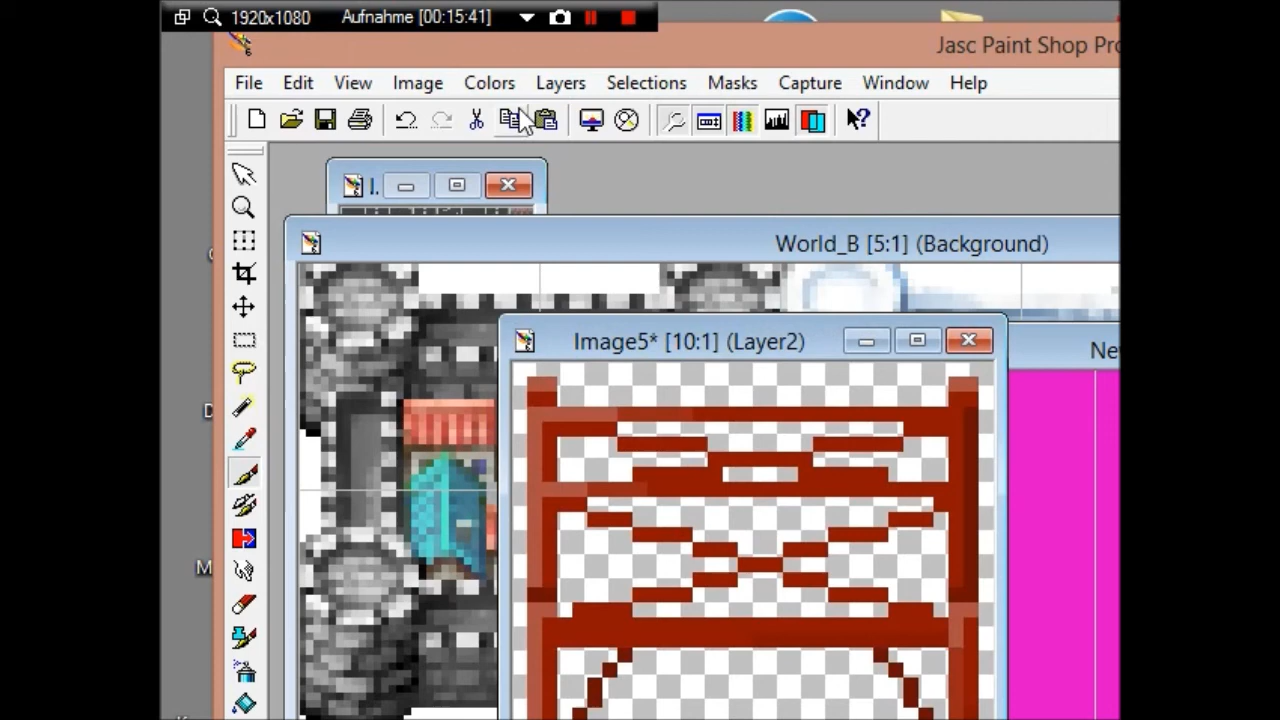 1920x1080 Aufnahme [00:15:41]
Jasc Paint Shop Pro
File Edit View Image Colors Layers Selections Masks Capture Window Help
I.
World_B [5:1] (Background)
Image5* [10:1] (Layer2)
Ne
D
M